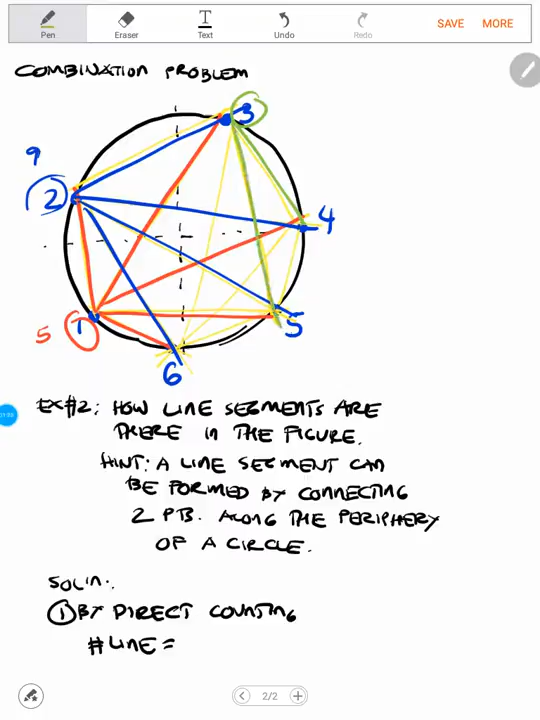 Pen
Eraser
T
Text
Undo
Redo
SAVE
MORE
COMBINATION PROBLEM
3
9
2
4
5
1
5
6
EX#2: HOW LINE SEGMENTS ARE
THERE IN THE FIGURE.
HINT: A LINE SEGMENT CAN
BE FORMED BY CONNECTING
2 PTS. ALONG THE PERIPHERY
OF A CIRCLE.
SOL'N.
1 BY DIRECT COUNTING
# LINE =
2/2